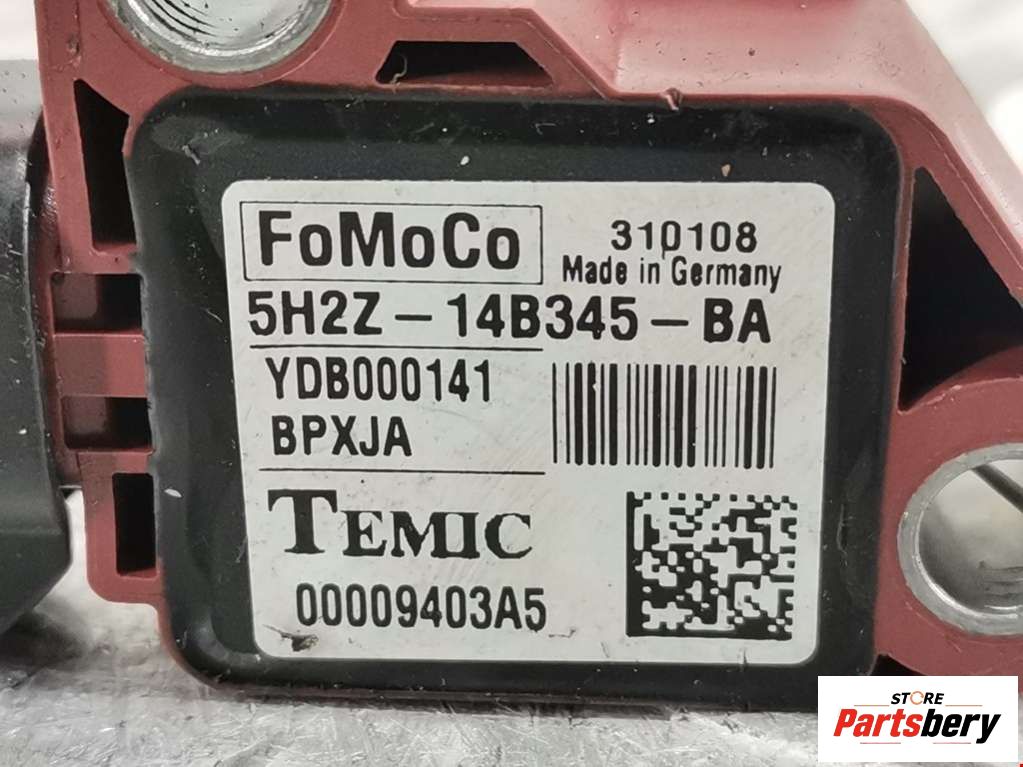 FoMoCo
310108
Made in Germany
5H2Z-14B345-BA
YDB000141
BPXJA
TEMIC
00009403A5
STORE
Partsbery